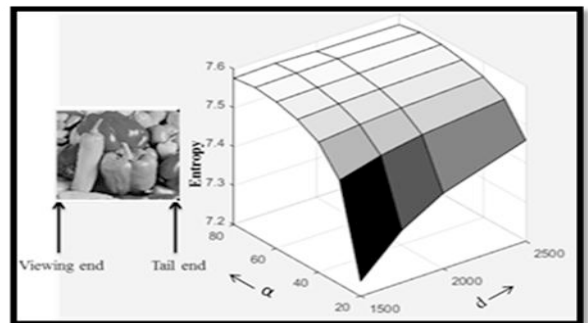 7.6
7.5
7.4
7.3
7.2
Entropy
80
60
40
20
← α
1500
2000
2500
d →
Viewing end
Tail end